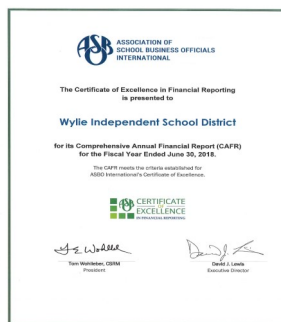 ASBO
ASSOCIATION OF
SCHOOL BUSINESS OFFICIALS
INTERNATIONAL
The Certificate of Excellence in Financial Reporting
is presented to
Wylie Independent School District
for its Comprehensive Annual Financial Report (CAFR)
for the Fiscal Year Ended June 30, 2018.
The CAFR meets the criteria established for
ASBO International's Certificate of Excellence.
ASBO
CERTIFICATE
OF
EXCELLENCE
IN FINANCIAL REPORTING
Tom Wohlleber, CSRM
President
David J. Lewis
Executive Director